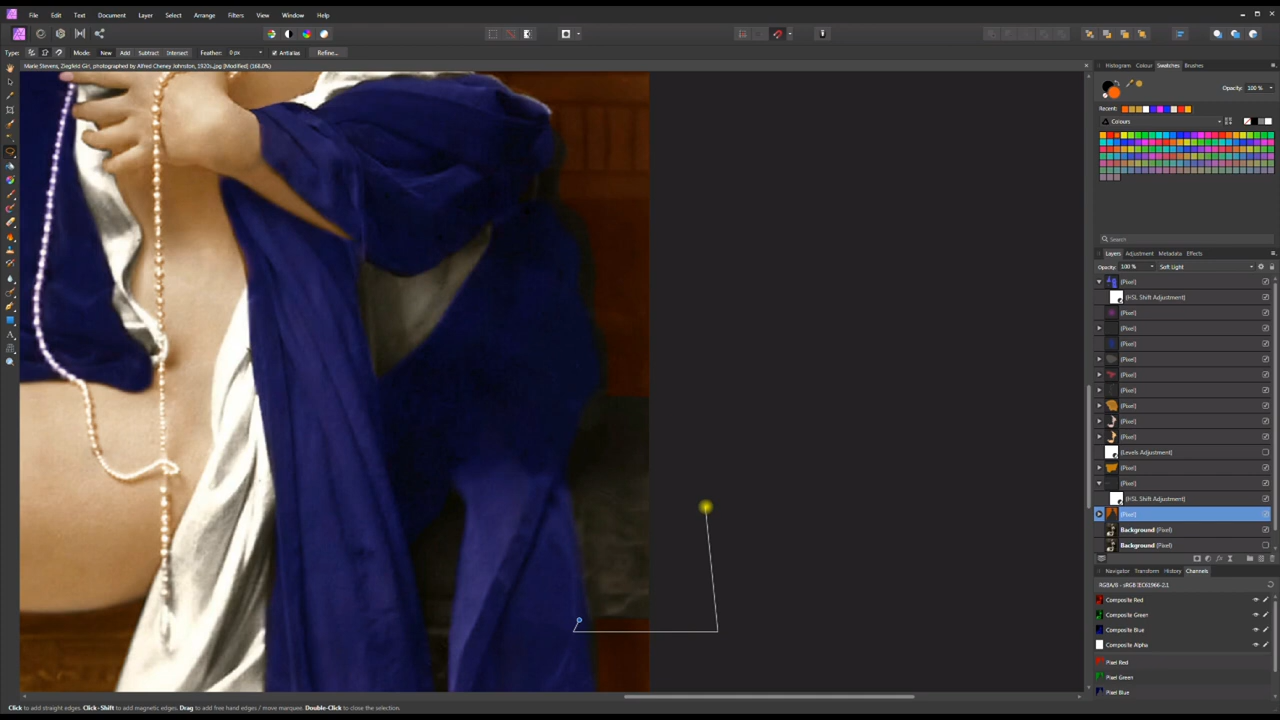 File Edit Text Document Layer Select Arrange Filters View Window Help
Type: Mode: New Add Subtract Intersect Feather: 0 px Antialias Refine...
Marie Stevens, Ziegfeld Girl, photographed by Alfred Cheney Johnston, 1920s.jpg [Modified] (168.0%)
Histogram Colour Swatches Brushes
Opacity: 100 %
Recent:
Colours
Search
Layers Adjustment Metadata Effects
Opacity: 100 % Soft Light
(Pixel)
(HSL Shift Adjustment)
(Pixel)
(Pixel)
(Pixel)
(Pixel)
(Pixel)
(Pixel)
(Pixel)
(Pixel)
(Pixel)
(Levels Adjustment)
(Pixel)
(Pixel)
(HSL Shift Adjustment)
(Pixel)
Background (Pixel)
Background (Pixel)
Navigator Transform History Channels
RGBA/8 - sRGB IEC61966-2.1
Composite Red
Composite Green
Composite Blue
Composite Alpha
Pixel Red
Pixel Green
Pixel Blue
Click to add straight edges. Click+Shift to add magnetic edges. Drag to add free hand edges / move marquee. Double-Click to close the selection.